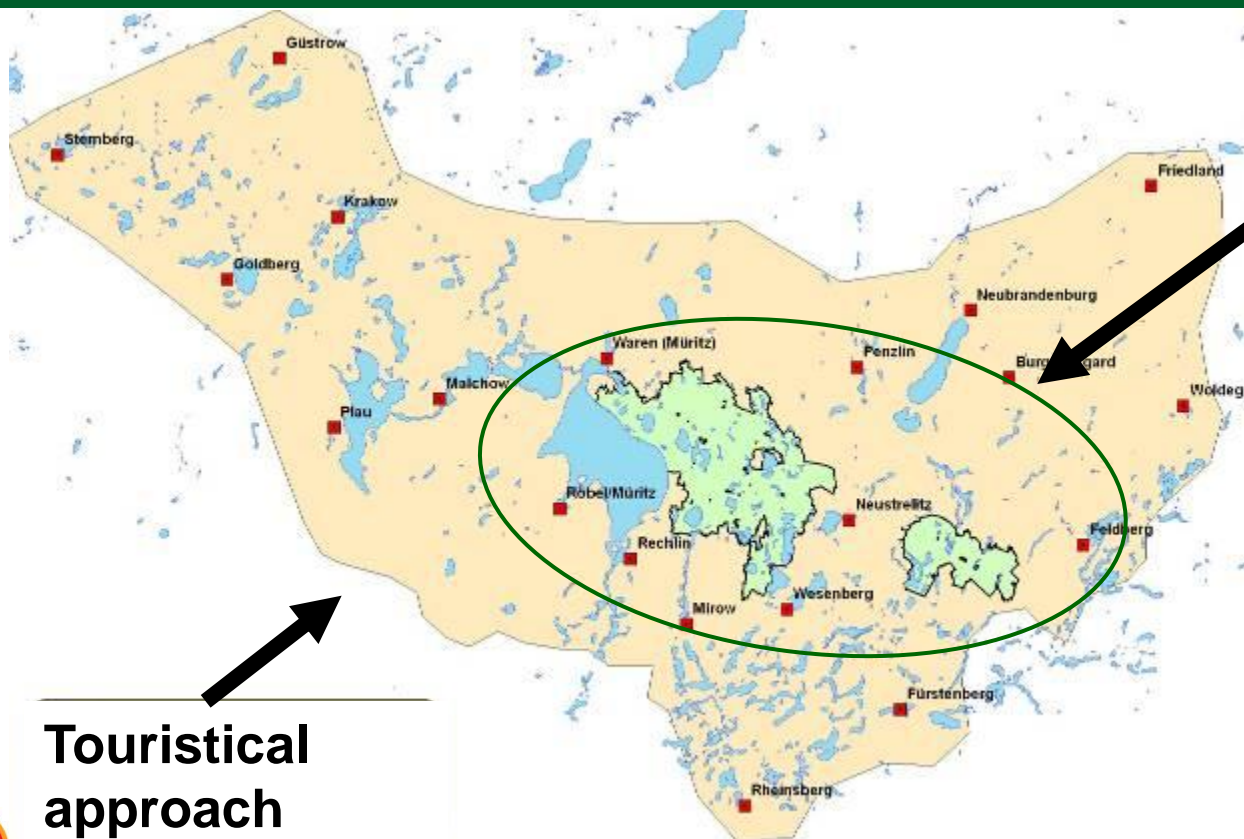 Güstrow
Sternberg
Friedland
Krakow
Goldberg
Neubrandenburg
Waren (Müritz)
Penzlin
Malchow
Woldeg
Plau
Röbel/Müritz
Neustrelitz
Rechlin
Feldberg
Wesenberg
Mirow
Fürstenberg
Rheinsberg
Touristical
approach